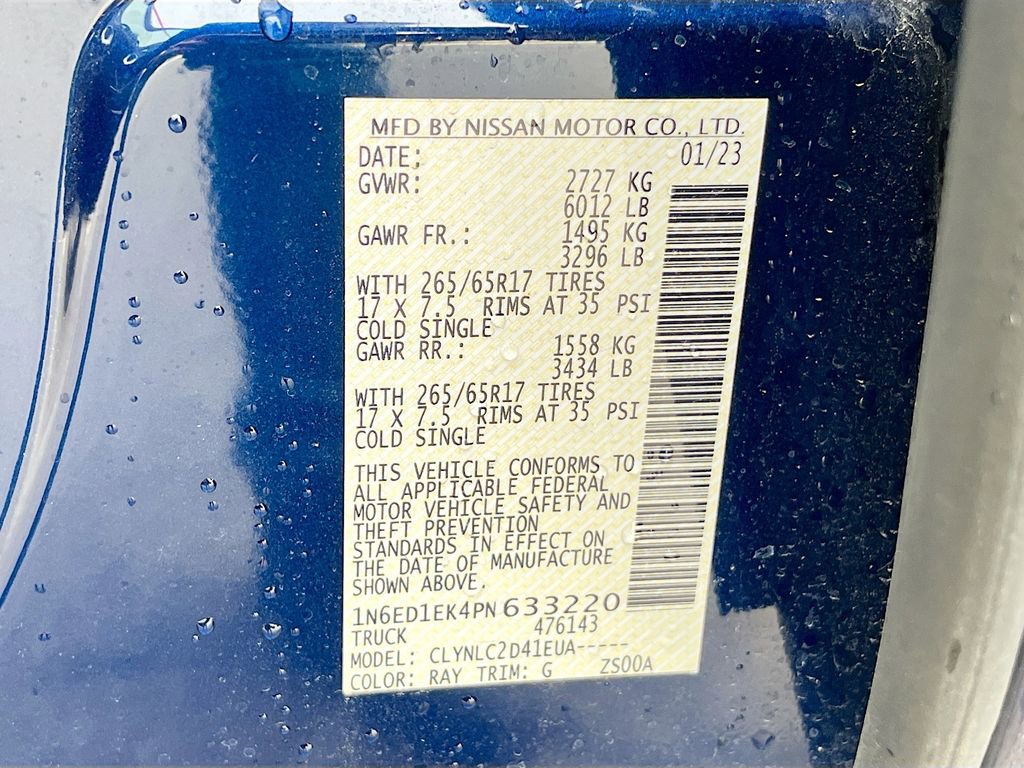 MFD BY NISSAN MOTOR CO., LTD.
DATE: 01/23
GVWR: 2727 KG
6012 LB
GAWR FR.: 1495 KG
3296 LB
WITH 265/65R17 TIRES
17 X 7.5 RIMS AT 35 PSI
COLD SINGLE
GAWR RR.: 1558 KG
3434 LB
WITH 265/65R17 TIRES
17 X 7.5 RIMS AT 35 PSI
COLD SINGLE
THIS VEHICLE CONFORMS TO
ALL APPLICABLE FEDERAL
MOTOR VEHICLE SAFETY AND
THEFT PREVENTION
STANDARDS IN EFFECT ON
THE DATE OF MANUFACTURE
SHOWN ABOVE.
1N6ED1EK4PN633220
TRUCK 476143
MODEL: CLYNLC2D41EUA-----
COLOR: RAY TRIM: G ZS00A